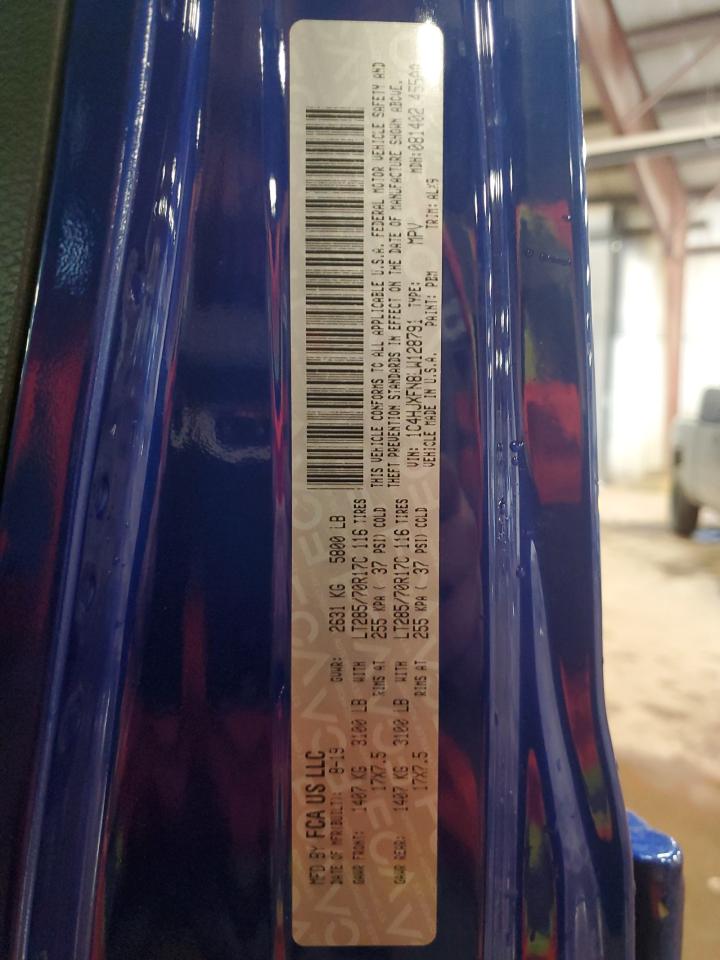 MFD BY FCA US LLC
DATE OF MFR(BUILT): 8-19 GVWR: 2631 KG 5800 LB
GAWR FRONT: 1407 KG 3100 LB WITH LT285/70R17C 116 TIRES
17X7.5 RIMS AT 255 KPA ( 37 PSI) COLD
GAWR REAR: 1407 KG 3100 LB WITH LT285/70R17C 116 TIRES
17X7.5 RIMS AT 255 KPA ( 37 PSI) COLD
THIS VEHICLE CONFORMS TO ALL APPLICABLE U.S.A. FEDERAL MOTOR VEHICLE SAFETY AND
THEFT PREVENTION STANDARDS IN EFFECT ON THE DATE OF MANUFACTURE SHOWN ABOVE.
VIN: 1C4HJXFN8LW128791 TYPE: MPV MDH:081402
VEHICLE MADE IN U.S.A. PAINT: PBM TRIM: